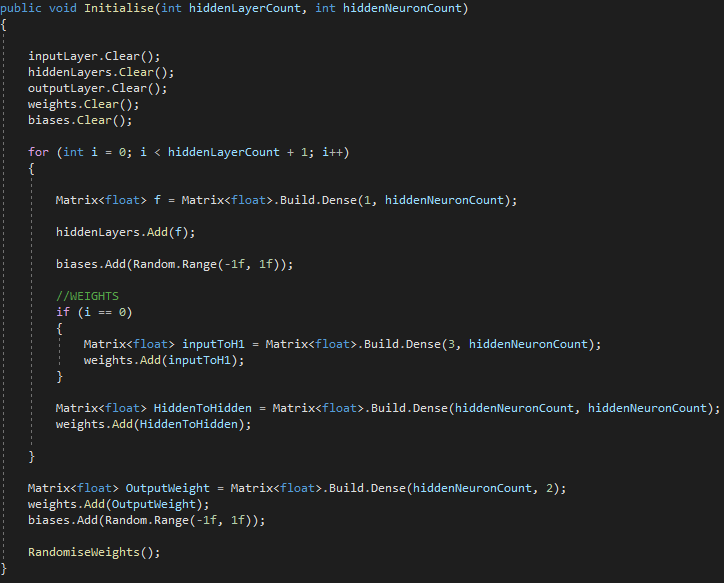 public void Initialise(int hiddenLayerCount, int hiddenNeuronCount)
{
inputLayer.Clear();
hiddenLayers.Clear();
outputLayer.Clear();
weights.Clear();
biases.Clear();
for (int i = 0; i < hiddenLayerCount + 1; i++)
{
Matrix<float> f = Matrix<float>.Build.Dense(1, hiddenNeuronCount);
hiddenLayers.Add(f);
biases.Add(Random.Range(-1f, 1f));
//WEIGHTS
if (i == 0)
{
Matrix<float> inputToH1 = Matrix<float>.Build.Dense(3, hiddenNeuronCount);
weights.Add(inputToH1);
}
Matrix<float> HiddenToHidden = Matrix<float>.Build.Dense(hiddenNeuronCount, hiddenNeuronCount);
weights.Add(HiddenToHidden);
}
Matrix<float> OutputWeight = Matrix<float>.Build.Dense(hiddenNeuronCount, 2);
weights.Add(OutputWeight);
biases.Add(Random.Range(-1f, 1f));
RandomiseWeights();
}